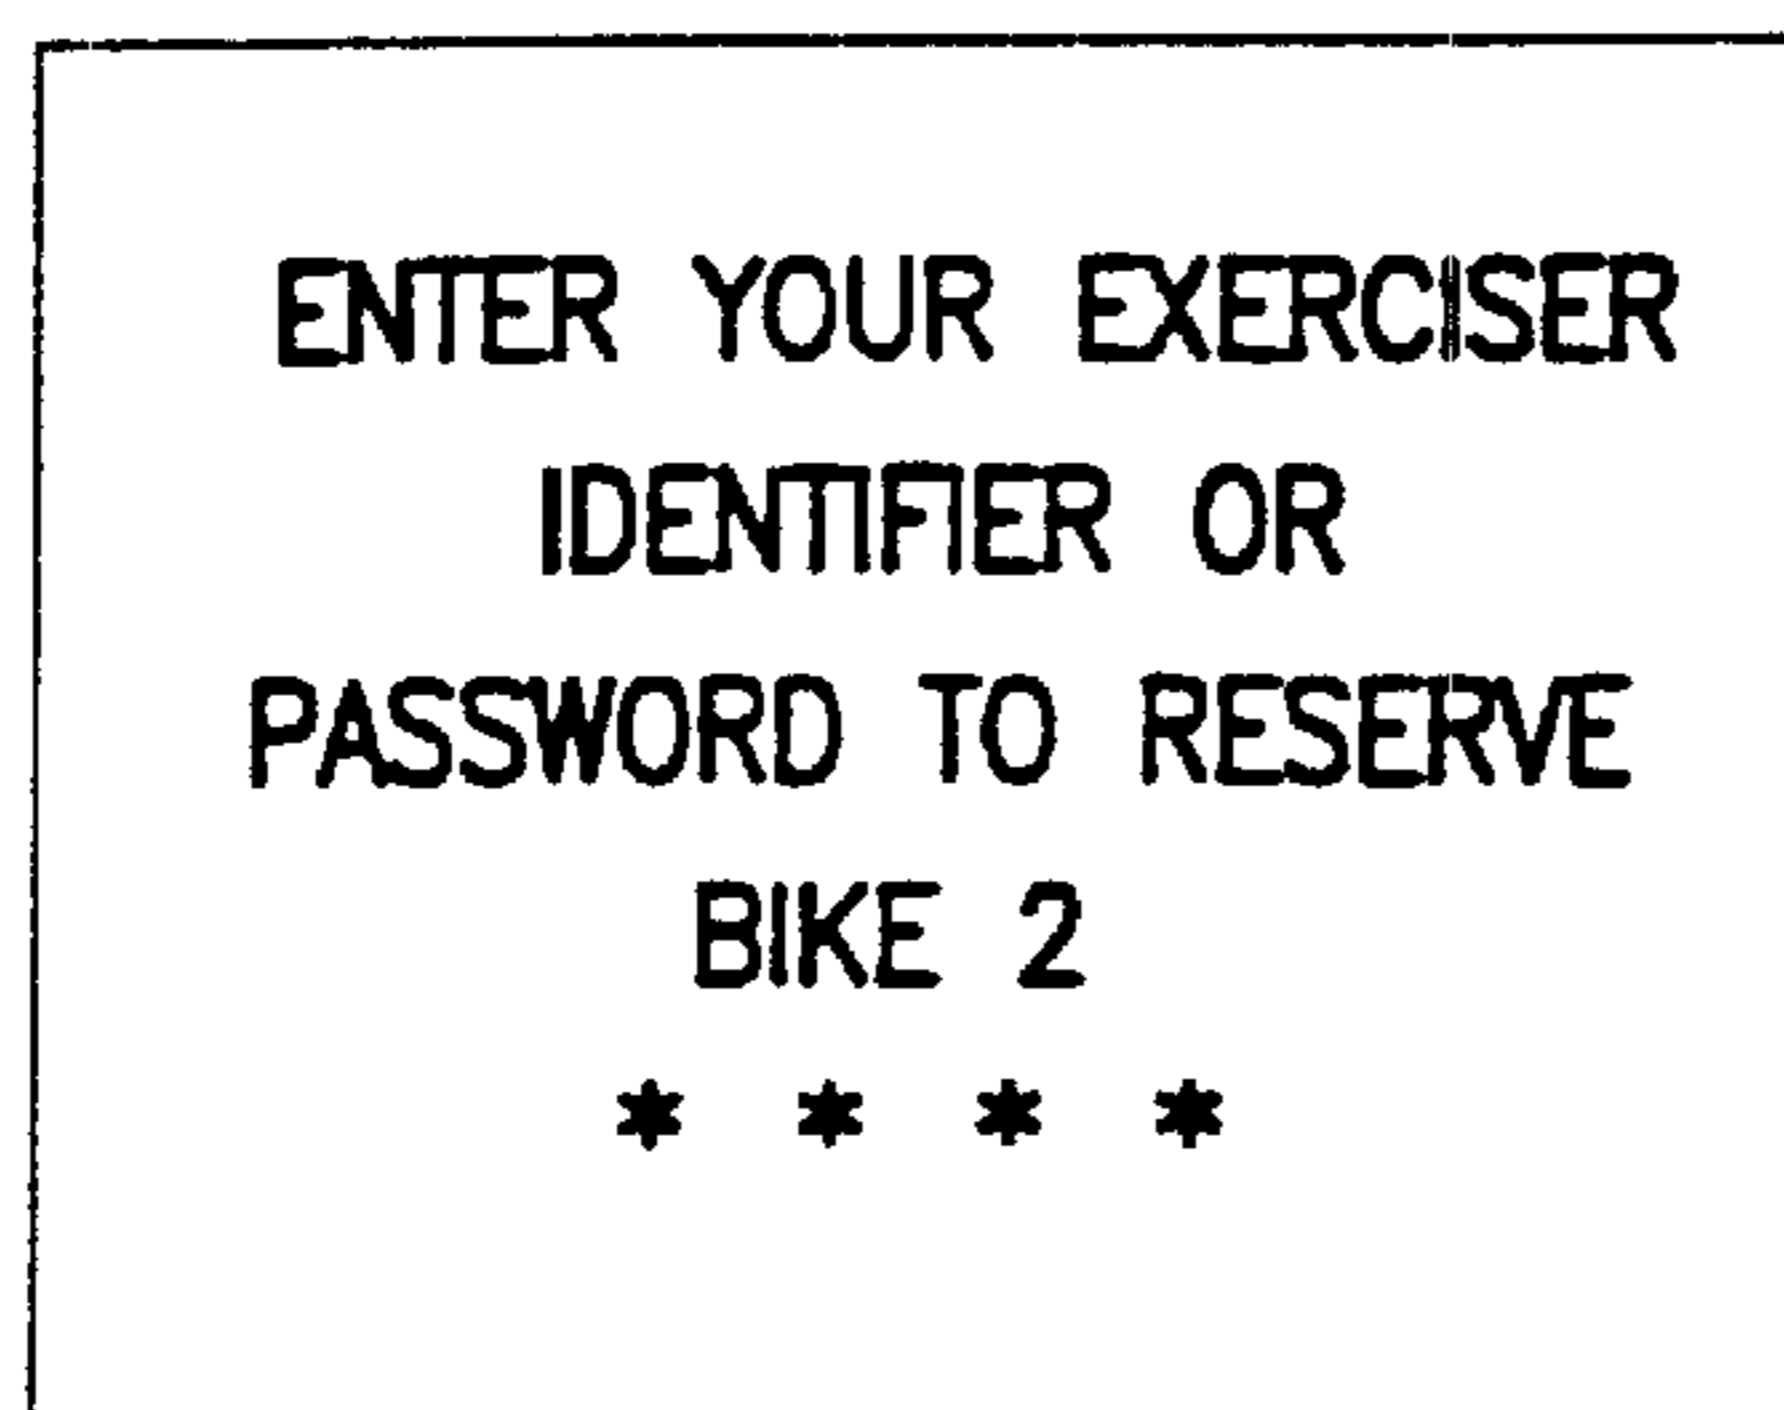 ENTER YOUR EXERCISER
IDENTIFIER OR
PASSWORD TO RESERVE
BIKE 2
* * * *